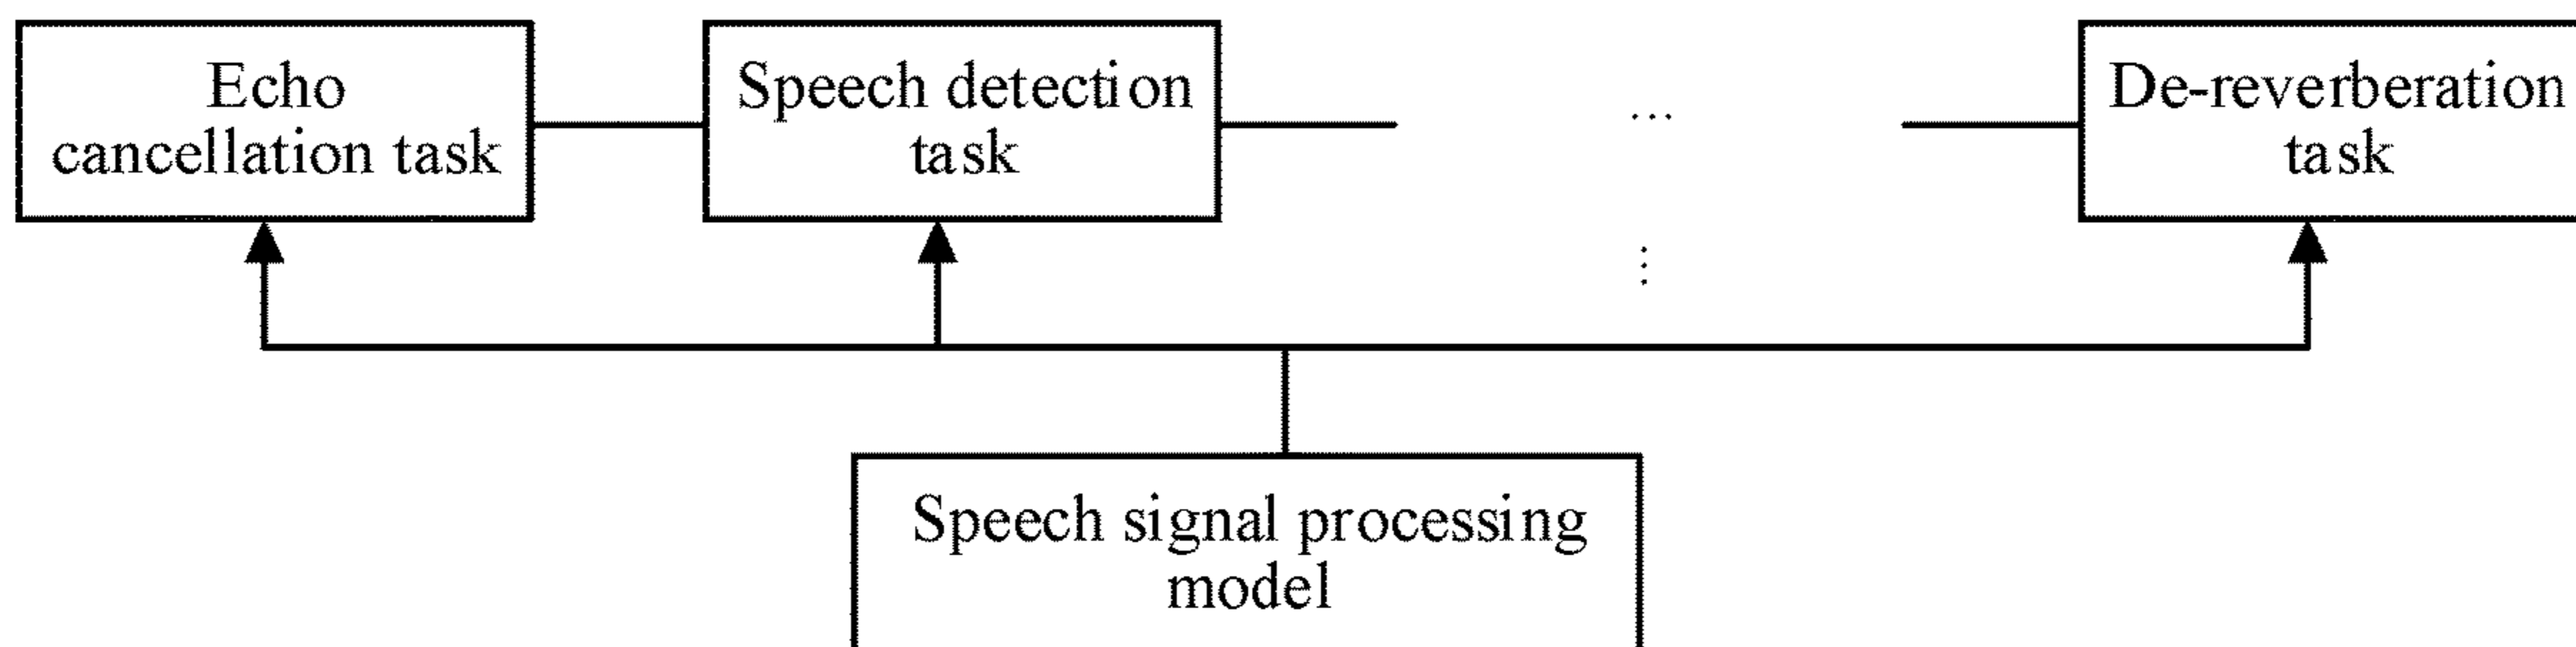 Echo
cancellation task
Speech detection
task
...
De-reverberation
task
⋮
Speech signal processing
model